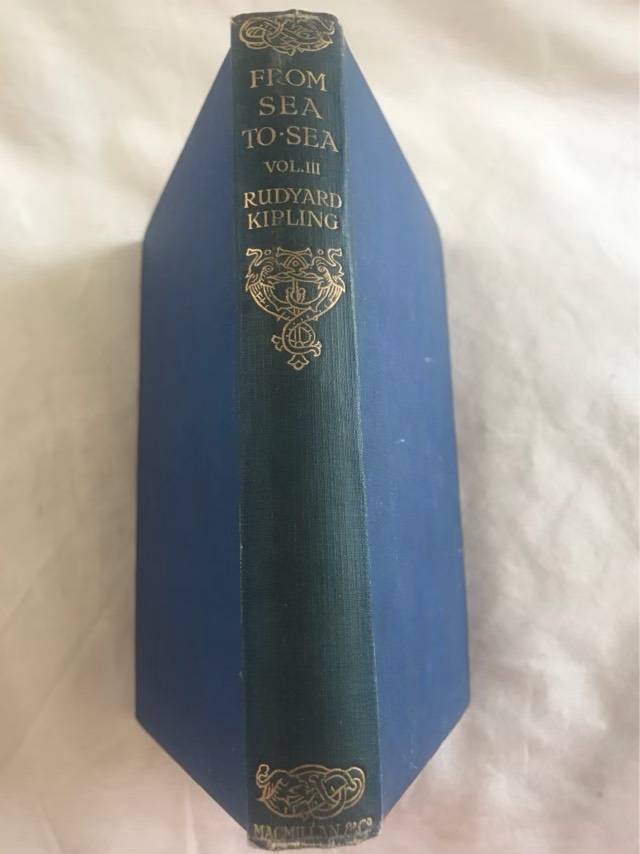 FROM
SEA
TO·SEA
VOL.III
RUDYARD
KIPLING
MACMILLAN & Cº